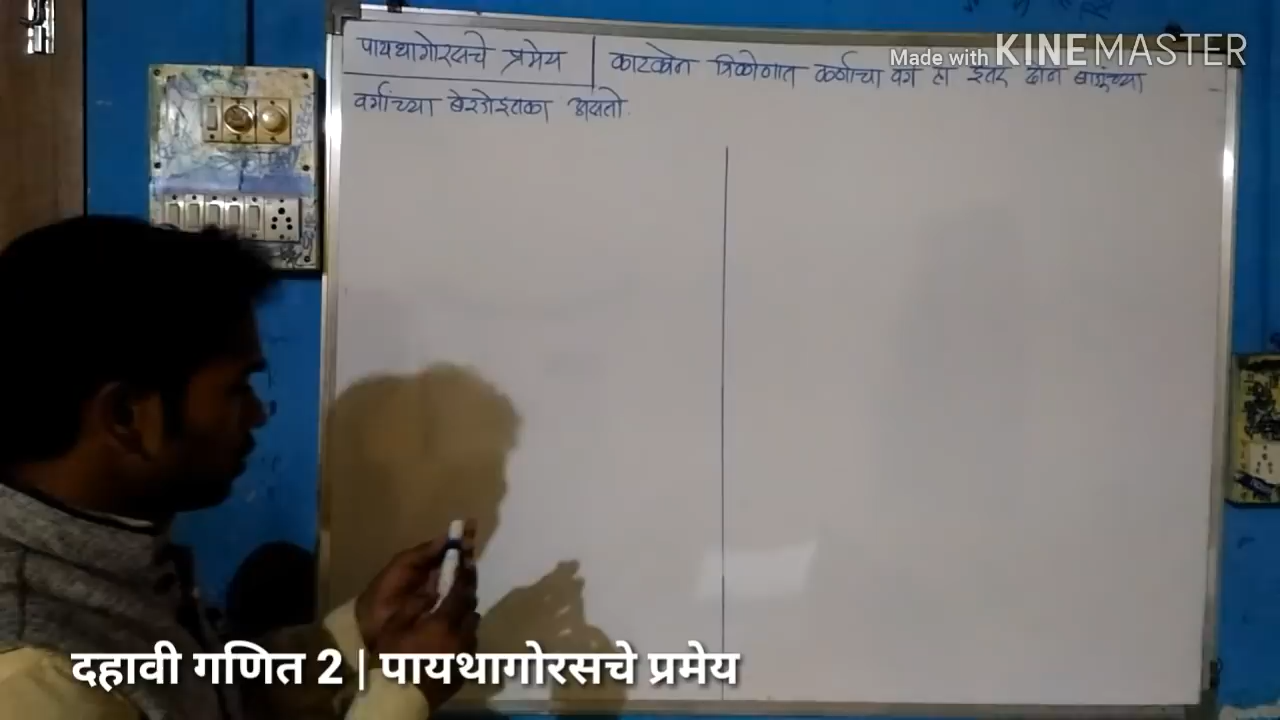 Made with KINEMASTER
पायथागोरसचे प्रमेय | काटकोन त्रिकोणात कर्णाचा वर्ग हा इतर दोन बाजूच्या
वर्गाच्या बेरजेइतका असतो.
दहावी गणित 2 | पायथागोरसचे प्रमेय